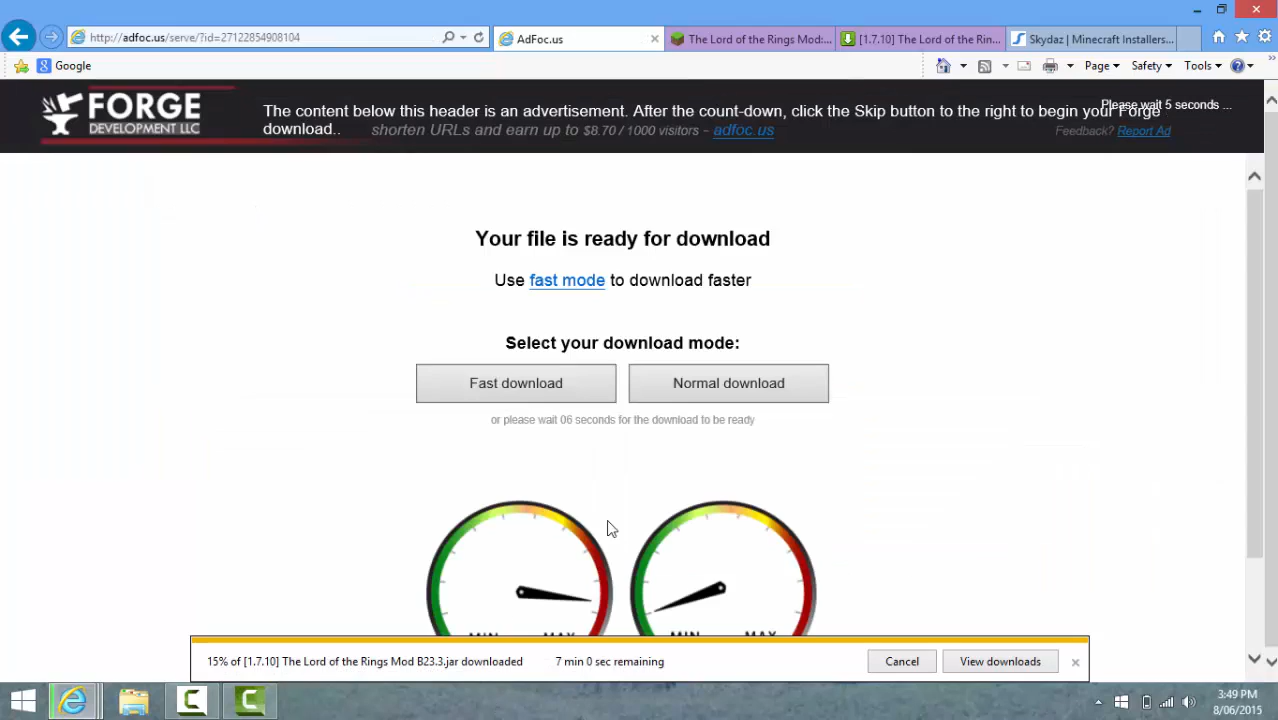 http://adfoc.us/serve/?id=27122854908104
AdFoc.us
The Lord of the Rings Mod:...
[1.7.10] The Lord of the Rin...
Skydaz | Minecraft Installers...
Google
Page
Safety
Tools
FORGE
DEVELOPMENT LLC
The content below this header is an advertisement. After the count-down, click the Skip button to the right to begin your Forge
download..
Please wait 5 seconds ...
shorten URLs and earn up to $8.70 / 1000 visitors ~ adfoc.us
Feedback? Report Ad
Your file is ready for download
Use fast mode to download faster
Select your download mode:
Fast download
Normal download
or please wait 06 seconds for the download to be ready
MIN MAX
MIN MAX
15% of [1.7.10] The Lord of the Rings Mod B23.3.jar downloaded
7 min 0 sec remaining
Cancel
View downloads
3:49 PM
8/06/2015